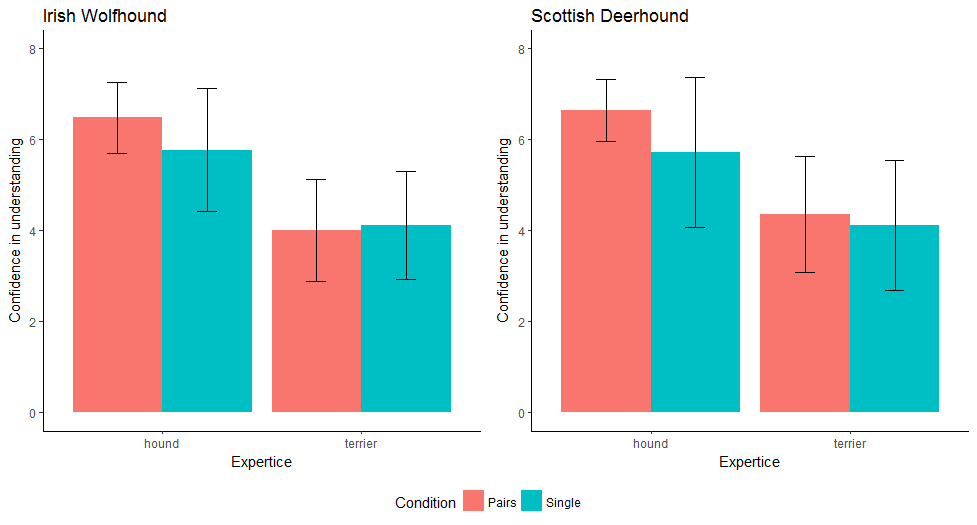 Irish Wolfhound
Confidence in understanding
8
6
4
2
0
hound terrier
Expertice
Scottish Deerhound
Confidence in understanding
8
6
4
2
0
hound terrier
Expertice
Condition Pairs Single